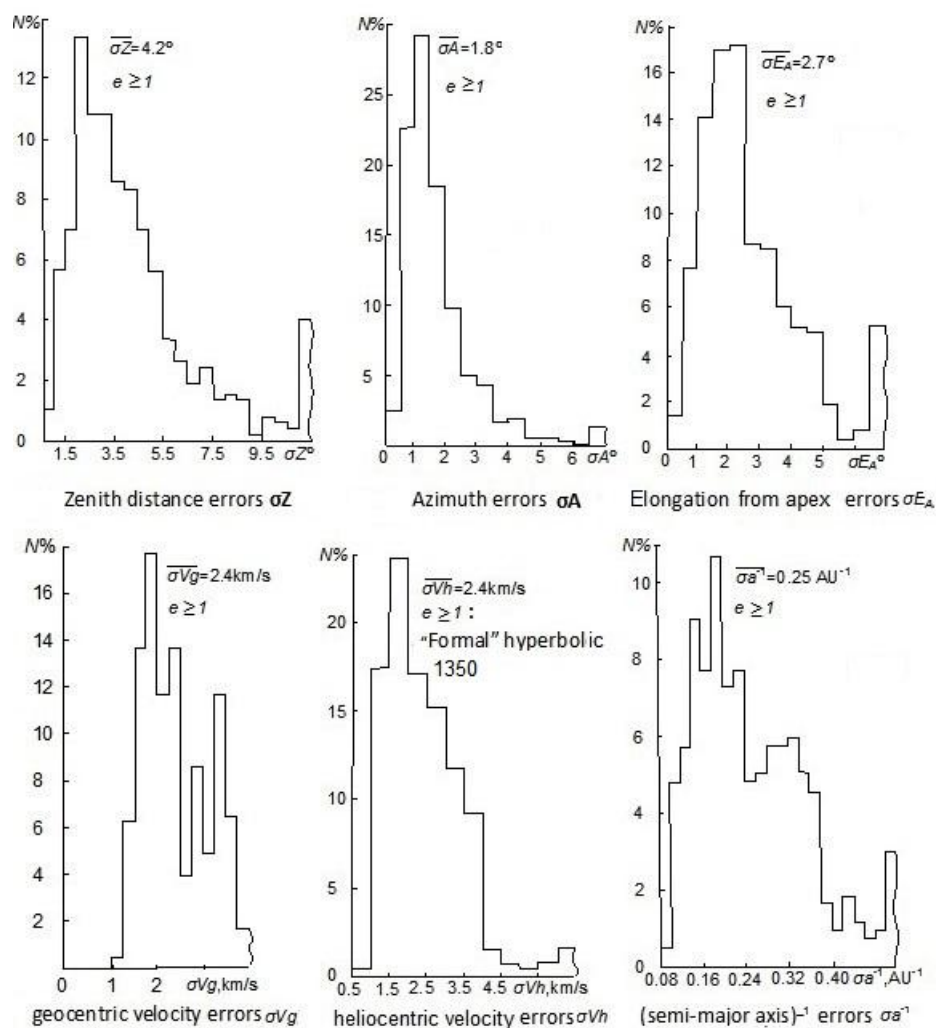 N%
σZ=4.2º
e ≥1
12
10
8
6
4
2
0
1.5 3.5 5.5 7.5 9.5 σZº
Zenith distance errors σZ
N%
σA=1.8º
e ≥1
25
20
15
10
5
0 1 2 3 4 5 6 σAº
Azimuth errors σA
N%
σEA=2.7º
e ≥1
16
14
12
10
8
6
4
2
0
0 1 2 3 4 5 σEAº
Elongation from apex errors σEA
N%
σVg=2.4km/s
e ≥1
16
14
12
10
8
6
4
2
0 1 2 σVg,km/s
geocentric velocity errors σVg
N%
σVh=2.4km/s
e ≥1 :
“Formal” hyperbolic
1350
20
15
10
5
0
0.5 1.5 2.5 3.5 4.5 σVh,km/s
heliocentric velocity errors σVh
N%
σa⁻¹=0.25 AU⁻¹
e ≥1
10
8
6
4
2
0
0.08 0.16 0.24 0.32 0.40 σa⁻¹,AU⁻¹
(semi-major axis)⁻¹ errors σa⁻¹